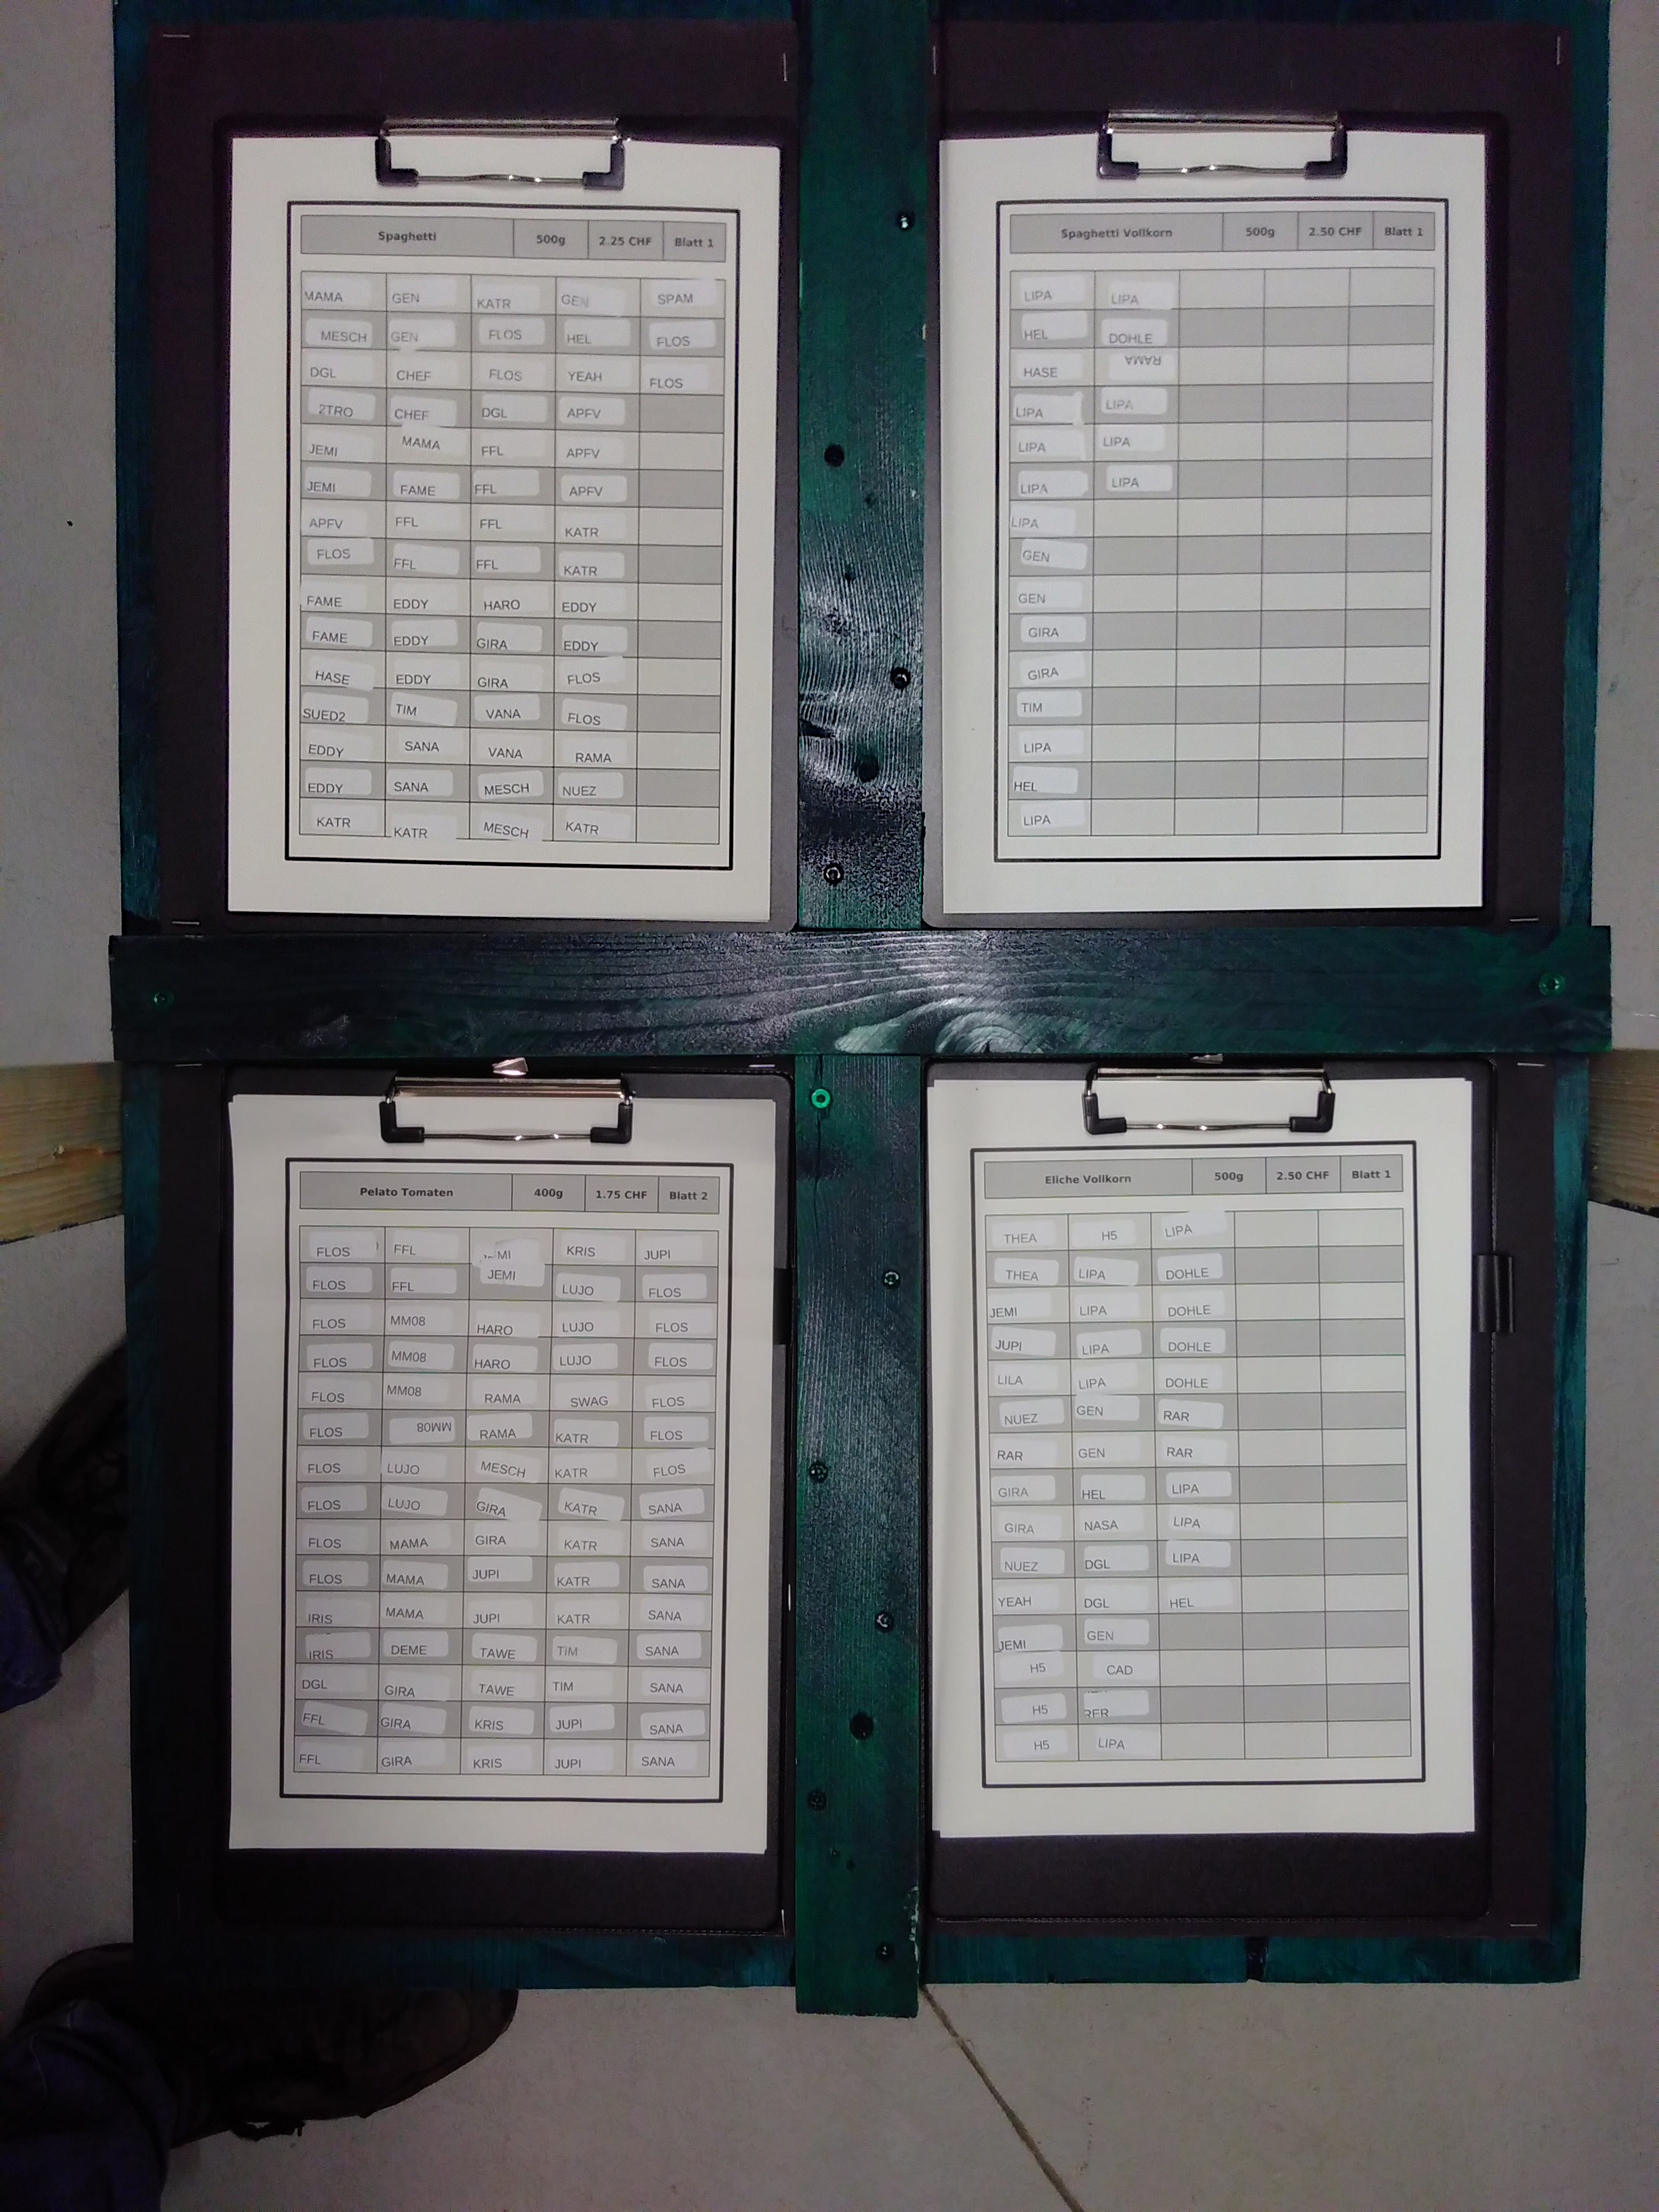 Spaghetti 500g 2.25 CHF Blatt 1
MAMA GEN KATR GEN SPAM
MESCH GEN FLOS HEL FLOS
DGL CHEF FLOS YEAH FLOS
2TRO CHEF DGL APFV
JEMI MAMA FFL APFV
JEMI FAME FFL APFV
APFV FFL FFL KATR
FLOS FFL FFL KATR
FAME EDDY HARO EDDY
FAME EDDY GIRA EDDY
HASE EDDY GIRA FLOS
SUED2 TIM VANA FLOS
EDDY SANA VANA RAMA
EDDY SANA MESCH NUEZ
KATR KATR MESCH KATR
Spaghetti Vollkorn 500g 2.50 CHF Blatt 1
LIPA LIPA
HEL DOHLE
HASE RAMA
LIPA LIPA
LIPA LIPA
LIPA LIPA
LIPA
GEN
GEN
GIRA
GIRA
TIM
LIPA
HEL
LIPA
Pelato Tomaten 400g 1.75 CHF Blatt 2
FLOS FFL KRIS JUPI
FLOS FFL JEMI LUJO FLOS
FLOS MM08 HARO LUJO FLOS
FLOS MM08 HARO LUJO FLOS
FLOS MM08 RAMA SWAG FLOS
FLOS MM08 RAMA KATR FLOS
FLOS LUJO MESCH KATR FLOS
FLOS LUJO GIRA KATR SANA
FLOS MAMA GIRA KATR SANA
FLOS MAMA JUPI KATR SANA
IRIS MAMA JUPI KATR SANA
IRIS DEME TAWE TIM SANA
DGL GIRA TAWE TIM SANA
FFL GIRA KRIS JUPI SANA
FFL GIRA KRIS JUPI SANA
Eliche Vollkorn 500g 2.50 CHF Blatt 1
THEA H5 LIPA
THEA LIPA DOHLE
JEMI LIPA DOHLE
JUPI LIPA DOHLE
LILA LIPA DOHLE
NUEZ GEN RAR
RAR GEN RAR
GIRA HEL LIPA
GIRA NASA LIPA
NUEZ DGL LIPA
YEAH DGL HEL
JEMI GEN
H5 CAD
H5
H5 LIPA